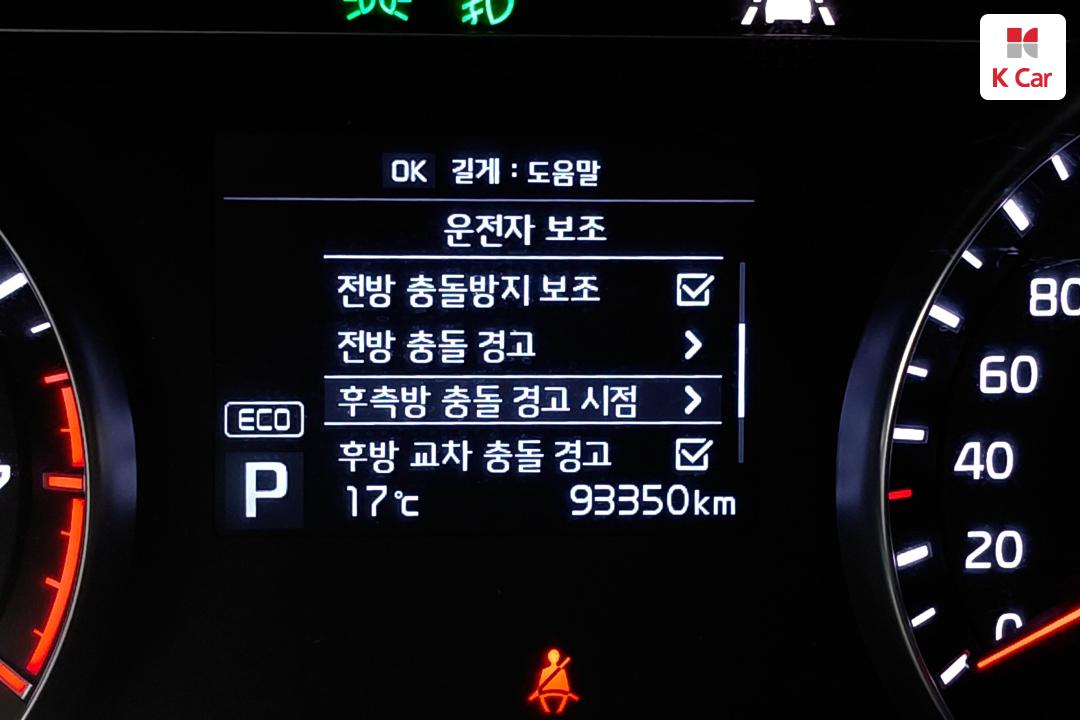 K Car
OK 길게 : 도움말
운전자 보조
전방 충돌방지 보조
전방 충돌 경고
후측방 충돌 경고 시점
후방 교차 충돌 경고
ECO
P
17℃ 93350km
80
60
40
20
0